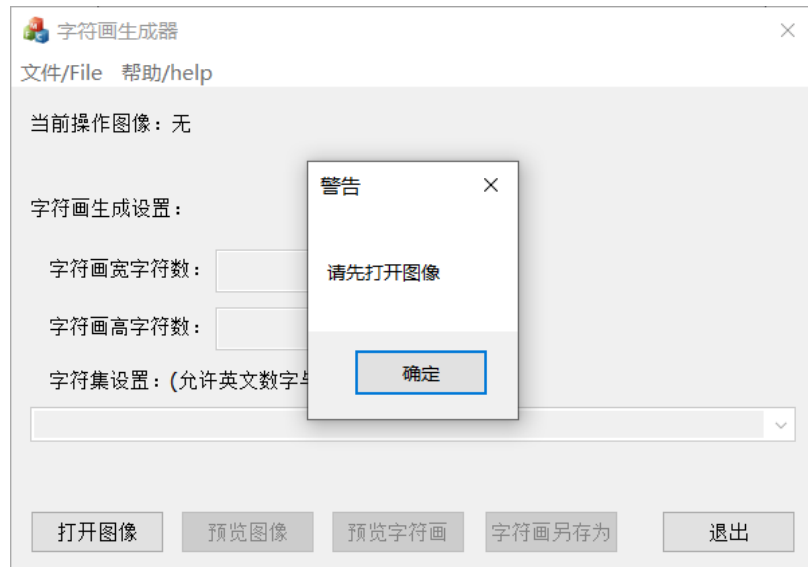 字符画生成器
文件/File 帮助/help
当前操作图像：无
警告
字符画生成设置：
字符画宽字符数：
请先打开图像
字符画高字符数：
确定
字符集设置：(允许英文数字
打开图像 预览图像 预览字符画 字符画另存为 退出